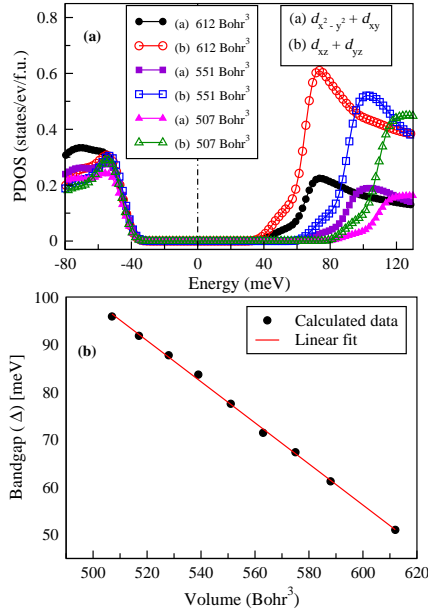 (a)
(a) 612 Bohr³
(b) 612 Bohr³
(a) 551 Bohr³
(b) 551 Bohr³
(a) 507 Bohr³
(b) 507 Bohr³
(a) d_{x²-y²} + d_{xy}
(b) d_{xz} + d_{yz}
PDOS (states/ev/f.u.)
0.8
0.6
0.4
0.2
0
-80 -40 0 40 80 120
Energy (meV)
(b)
Calculated data
Linear fit
Bandgap ( Δ) [meV]
100
90
80
70
60
50
500 520 540 560 580 600 620
Volume (Bohr³)